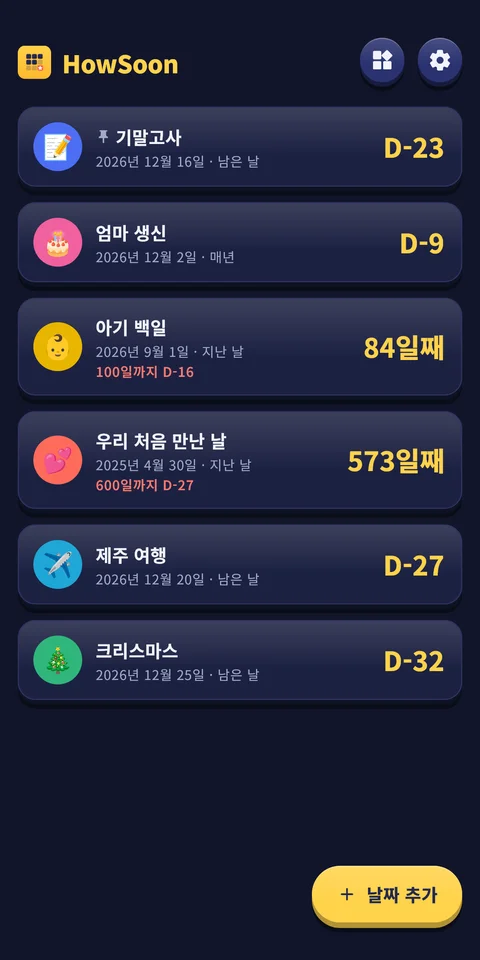 HowSoon
기말고사
2026년 12월 16일 · 남은 날
D-23
엄마 생신
2026년 12월 2일 · 매년
D-9
아기 백일
2026년 9월 1일 · 지난 날
100일까지 D-16
84일째
우리 처음 만난 날
2025년 4월 30일 · 지난 날
600일까지 D-27
573일째
제주 여행
2026년 12월 20일 · 남은 날
D-27
크리스마스
2026년 12월 25일 · 남은 날
D-32
+ 날짜 추가